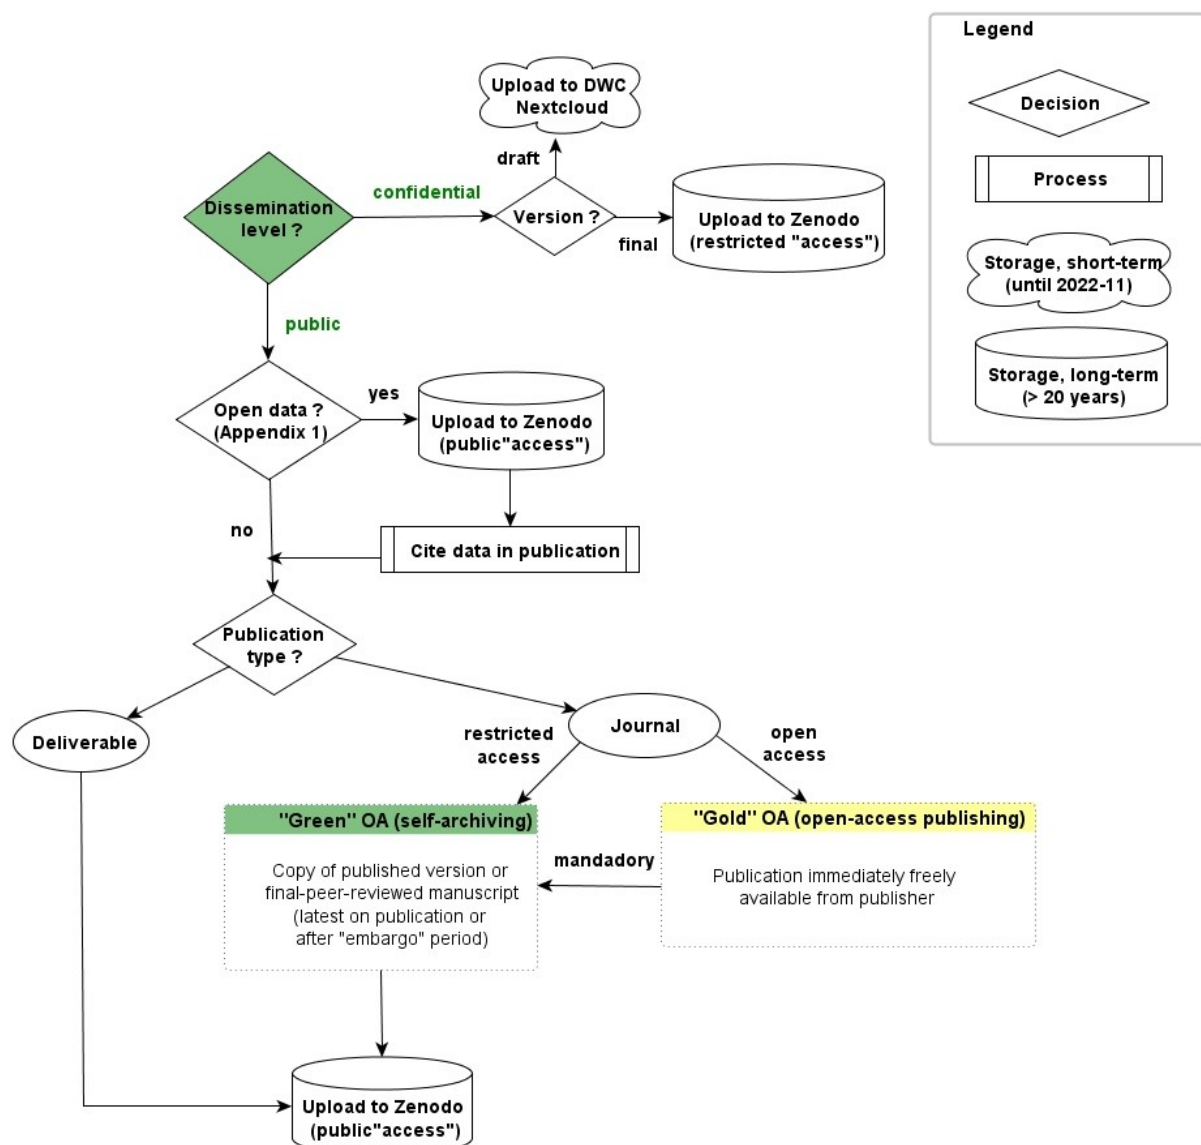 Legend
Decision
Process
Storage, short-term
(until 2022-11)
Storage, long-term
(> 20 years)
Upload to DWC
Nextcloud
draft
Dissemination
level ?
confidential
Version ?
final
Upload to Zenodo
(restricted "access")
public
Open data ?
(Appendix 1)
yes
Upload to Zenodo
(public"access")
no
Cite data in publication
Publication
type ?
Deliverable
Journal
restricted
access
open
access
"Green" OA (self-archiving)
Copy of published version or
final-peer-reviewed manuscript
(latest on publication or
after "embargo" period)
mandadory
"Gold" OA (open-access publishing)
Publication immediately freely
available from publisher
Upload to Zenodo
(public"access")